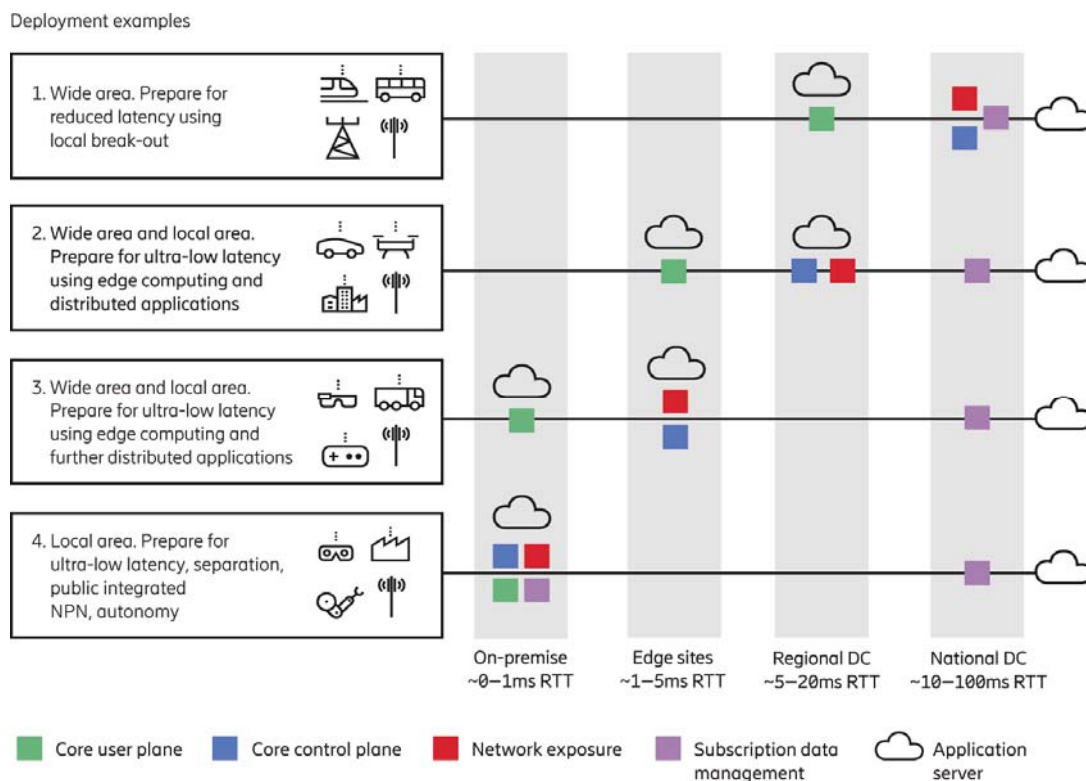 Deployment examples
1. Wide area. Prepare for
reduced latency using
local break-out
2. Wide area and local area.
Prepare for ultra-low latency
using edge computing and
distributed applications
3. Wide area and local area.
Prepare for ultra-low latency
using edge computing and
further distributed applications
4. Local area. Prepare for
ultra-low latency, separation,
public integrated
NPN, autonomy
On-premise
~0–1ms RTT
Edge sites
~1–5ms RTT
Regional DC
~5–20ms RTT
National DC
~10–100ms RTT
Core user plane
Core control plane
Network exposure
Subscription data
management
Application
server